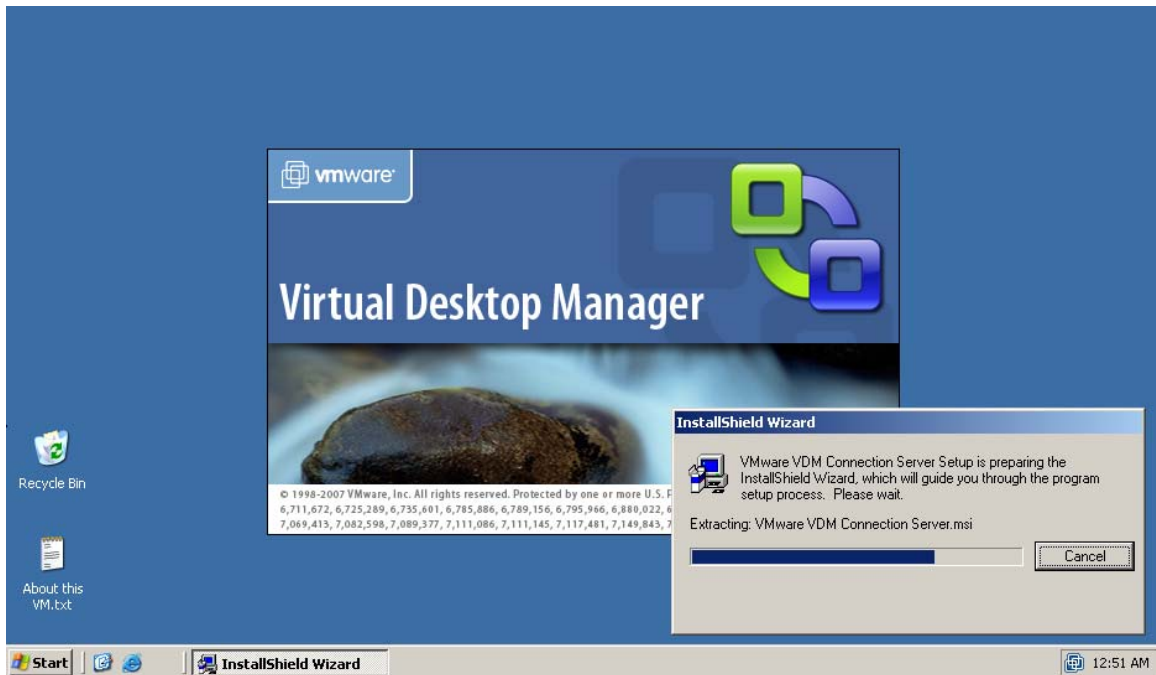 vmware
Virtual Desktop Manager
© 1998-2007 VMware, Inc. All rights reserved. Protected by one or more U.S.
6,711,672, 6,725,289, 6,735,601, 6,785,886, 6,789,156, 6,795,966, 6,880,022,
7,069,413, 7,082,598, 7,089,377, 7,111,086, 7,111,145, 7,117,481, 7,149,843,
InstallShield Wizard
VMware VDM Connection Server Setup is preparing the
InstallShield Wizard, which will guide you through the program
setup process. Please wait.
Extracting: VMware VDM Connection Server.msi
Cancel
Recycle Bin
About this
VM.txt
Start
InstallShield Wizard
12:51 AM